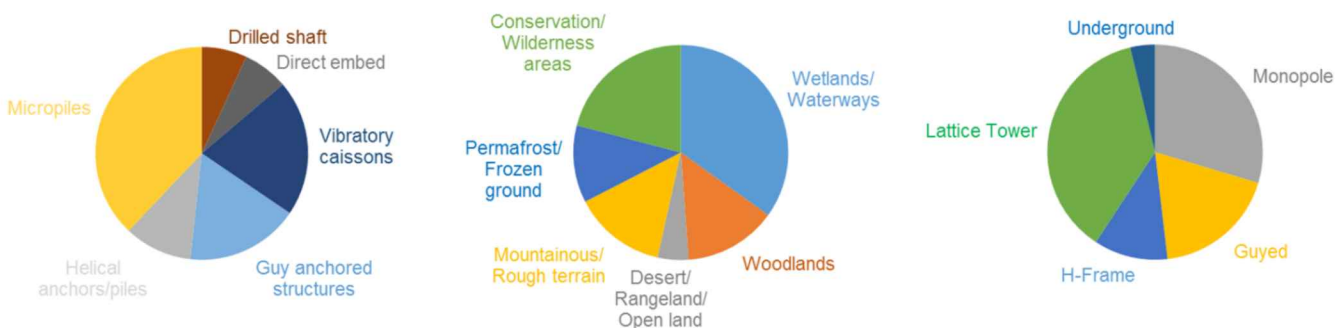 Drilled shaft
Direct embed
Micropiles
Vibratory
caissons
Helical
anchors/piles
Guy anchored
structures
Conservation/
Wilderness
areas
Wetlands/
Waterways
Permafrost/
Frozen
ground
Mountainous/
Rough terrain
Desert/
Rangeland/
Open land
Woodlands
Underground
Monopole
Lattice Tower
H-Frame
Guyed